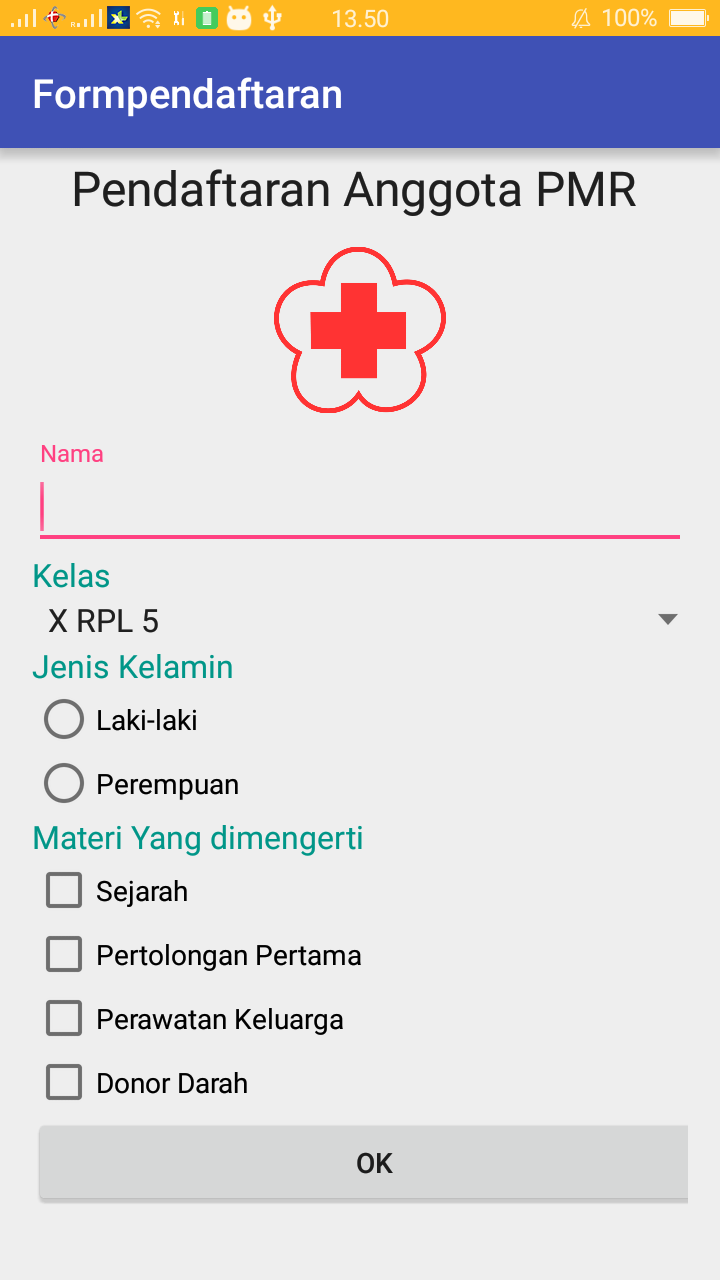 13.50
100%
Formpendaftaran
Pendaftaran Anggota PMR
Nama
Kelas
X RPL 5
Jenis Kelamin
Laki-laki
Perempuan
Materi Yang dimengerti
Sejarah
Pertolongan Pertama
Perawatan Keluarga
Donor Darah
OK